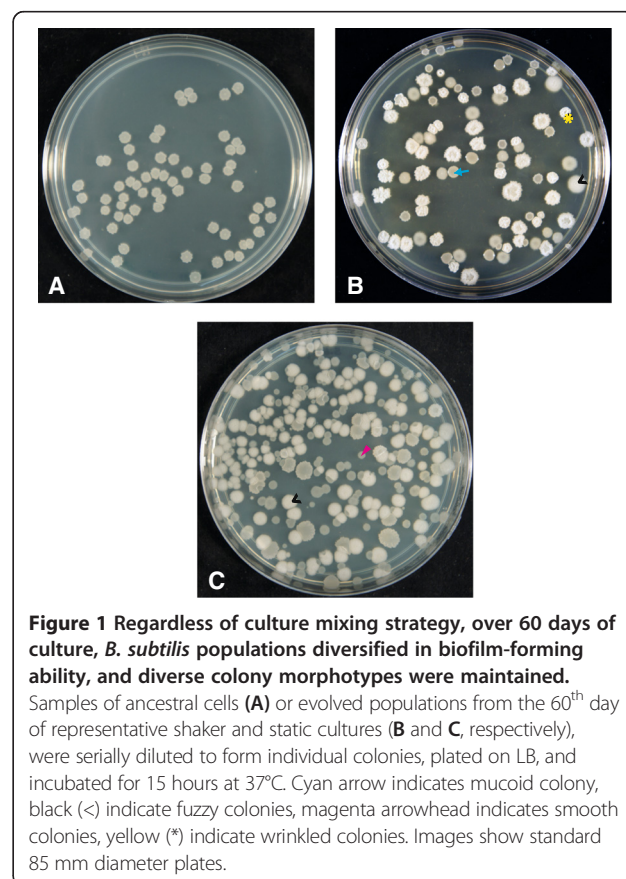 A
B
*
<
C
<
Figure 1 Regardless of culture mixing strategy, over 60 days of
culture, B. subtilis populations diversified in biofilm-forming
ability, and diverse colony morphotypes were maintained.
Samples of ancestral cells (A) or evolved populations from the 60th day
of representative shaker and static cultures (B and C, respectively),
were serially diluted to form individual colonies, plated on LB, and
incubated for 15 hours at 37°C. Cyan arrow indicates mucoid colony,
black (<) indicate fuzzy colonies, magenta arrowhead indicates smooth
colonies, yellow (*) indicate wrinkled colonies. Images show standard
85 mm diameter plates.